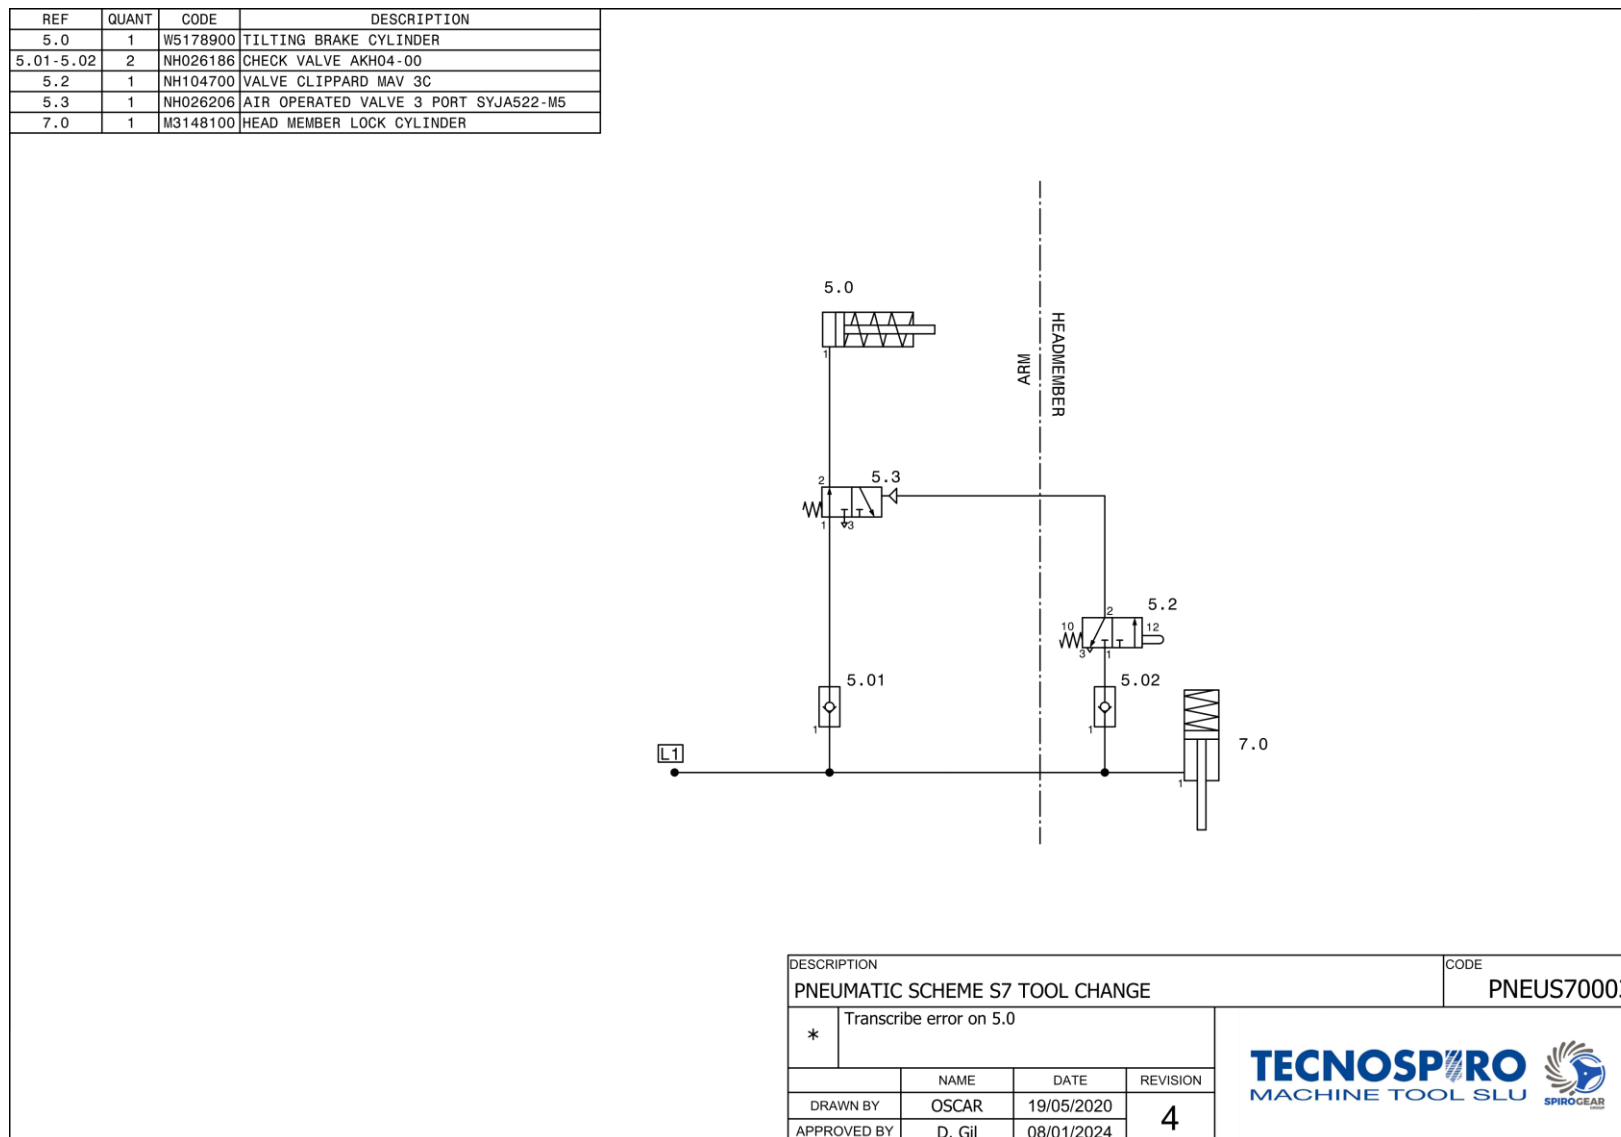 REF QUANT CODE DESCRIPTION
5.0 1 W5178900 TILTING BRAKE CYLINDER
5.01-5.02 2 NH026186 CHECK VALVE AKH04-00
5.2 1 NH104700 VALVE CLIPPARD MAV 3C
5.3 1 NH026206 AIR OPERATED VALVE 3 PORT SYJA522-M5
7.0 1 M3148100 HEAD MEMBER LOCK CYLINDER
5.0
1
ARM
HEADMEMBER
2
5.3
1
3
2
5.2
10
12
3
1
5.01
5.02
1
1
7.0
L1
1
DESCRIPTION
PNEUMATIC SCHEME S7 TOOL CHANGE
CODE
PNEUS7000
* Transcribe error on 5.0
NAME DATE REVISION
DRAWN BY OSCAR 19/05/2020
4
APPROVED BY D. Gil 08/01/2024
TECNOSPIRO
MACHINE TOOL SLU
SPIROGEAR
GROUP